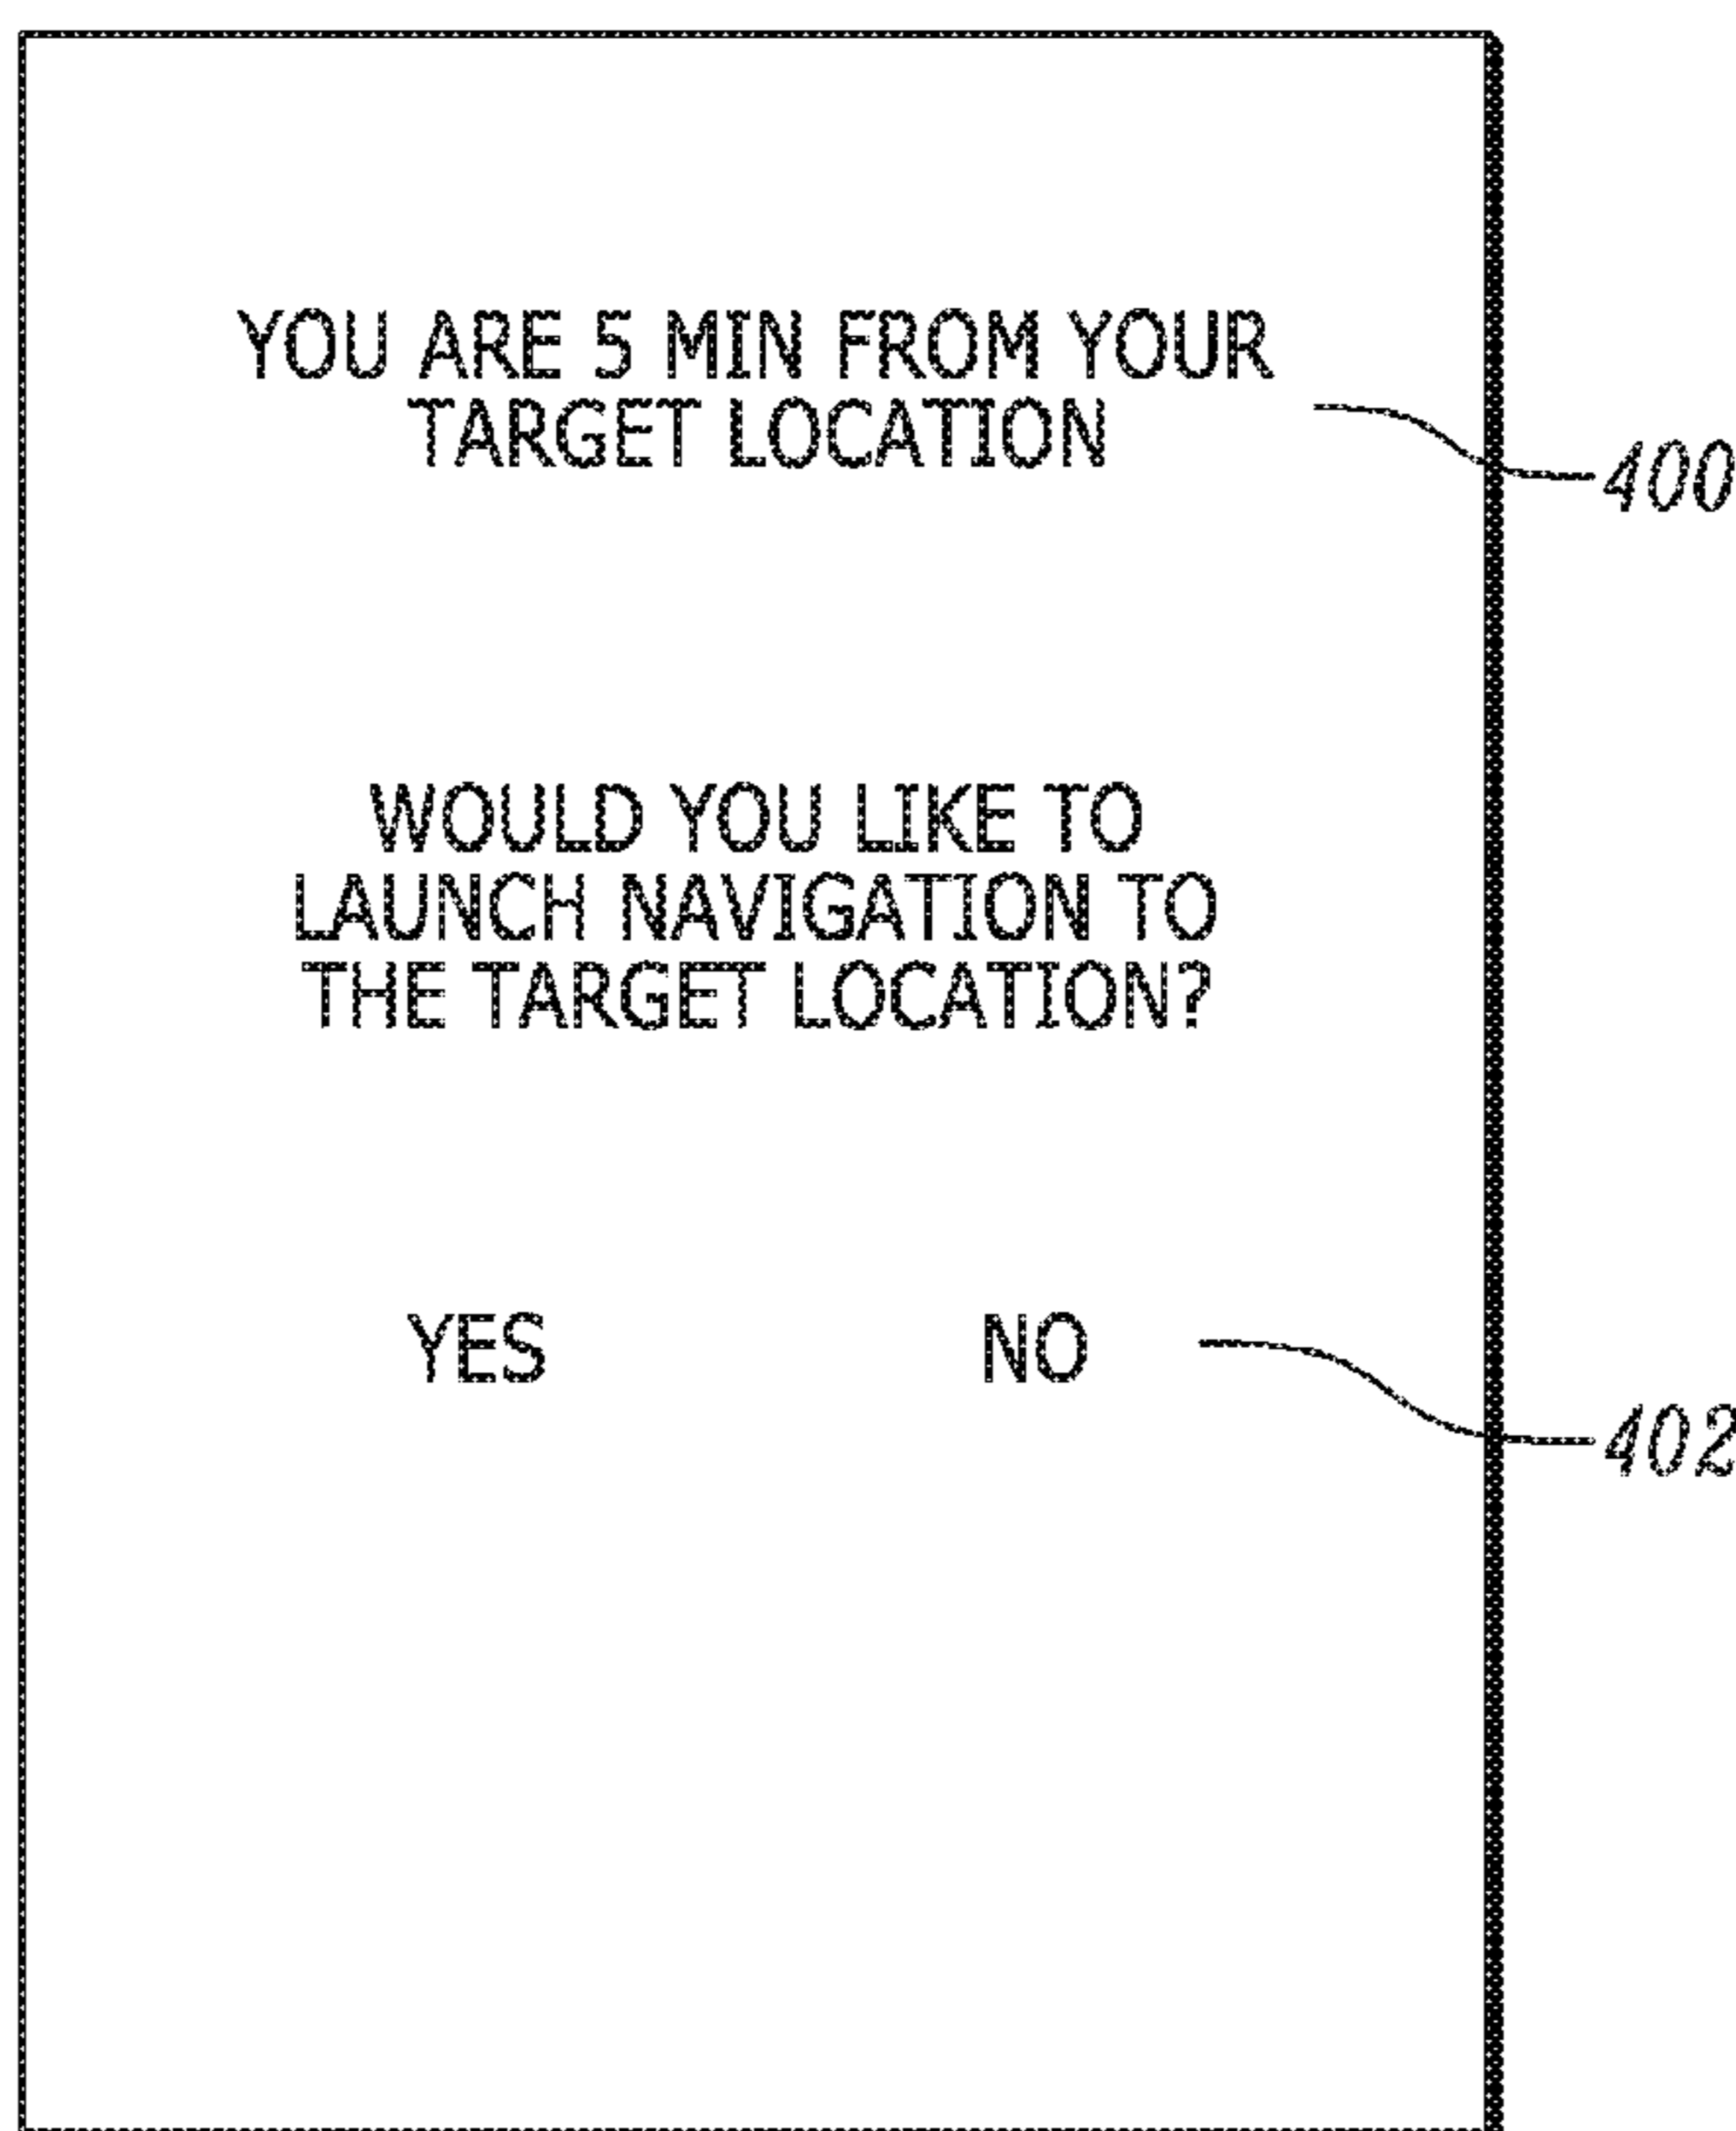 YOU ARE 5 MIN FROM YOUR
TARGET LOCATION
400
WOULD YOU LIKE TO
LAUNCH NAVIGATION TO
THE TARGET LOCATION?
YES NO
402